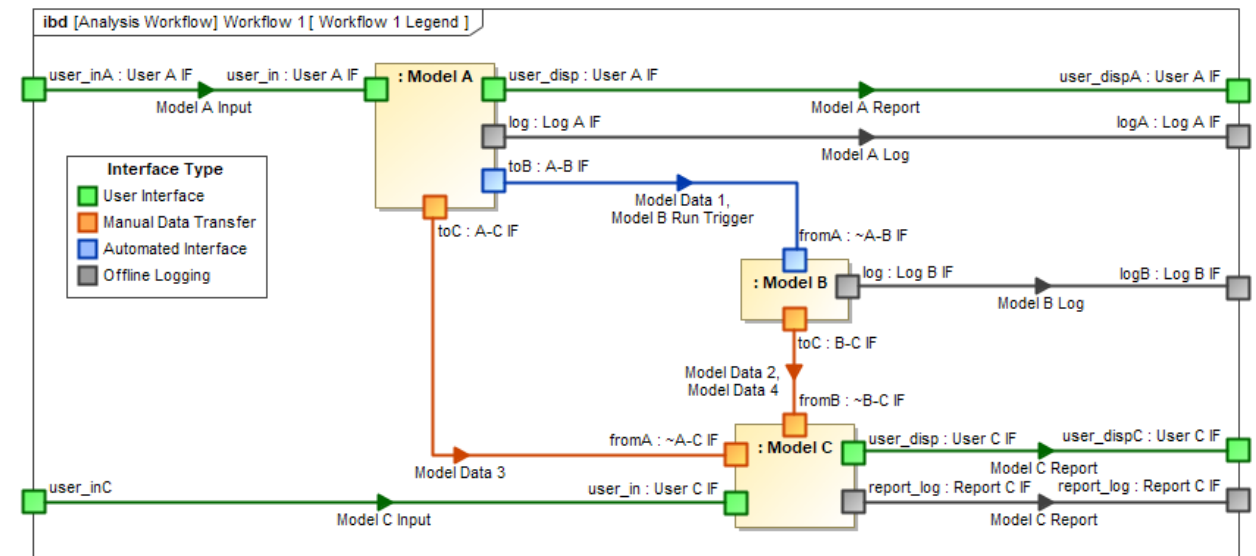 ibd [Analysis Workflow] Workflow 1 [ Workflow 1 Legend ]
user_inA : User A IF
user_in : User A IF
: Model A
user_disp : User A IF
user_dispA : User A IF
Model A Input
Model A Report
log : Log A IF
logA : Log A IF
Model A Log
toB : A-B IF
Model Data 1,
Model B Run Trigger
Interface Type
User Interface
Manual Data Transfer
Automated Interface
Offline Logging
toC : A-C IF
fromA : ~A-B IF
: Model B
log : Log B IF
logB : Log B IF
Model B Log
toC : B-C IF
Model Data 2,
Model Data 4
fromB : ~B-C IF
fromA : ~A-C IF
: Model C
user_disp : User C IF
user_dispC : User C IF
Model Data 3
Model C Report
user_inC
user_in : User C IF
report_log : Report C IF
report_log : Report C IF
Model C Input
Model C Report